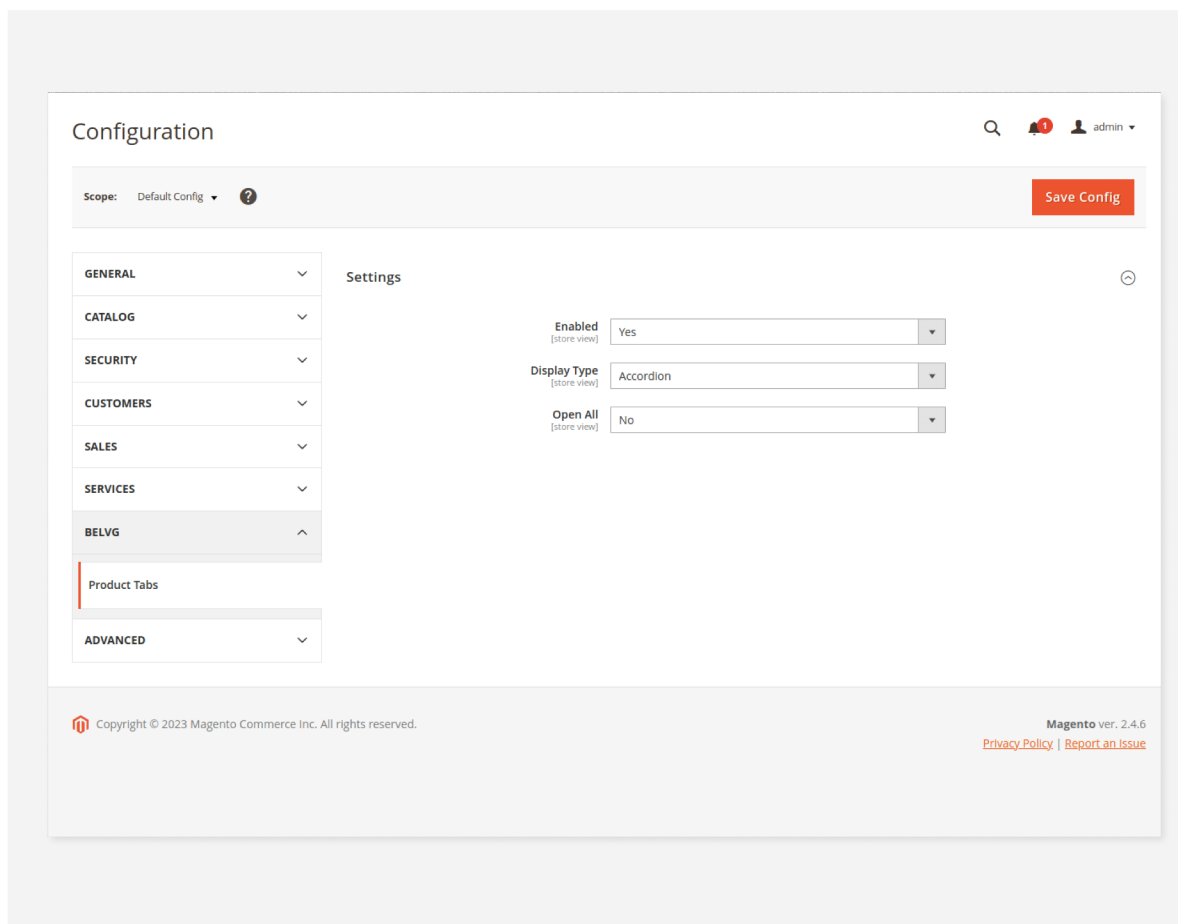 Configuration
1
admin
Scope: Default Config ?
Save Config
GENERAL
CATALOG
SECURITY
CUSTOMERS
SALES
SERVICES
BELVG
Product Tabs
ADVANCED
Settings
Enabled
[store view]
Yes
Display Type
[store view]
Accordion
Open All
[store view]
No
Copyright © 2023 Magento Commerce Inc. All rights reserved.
Magento ver. 2.4.6
Privacy Policy | Report an Issue